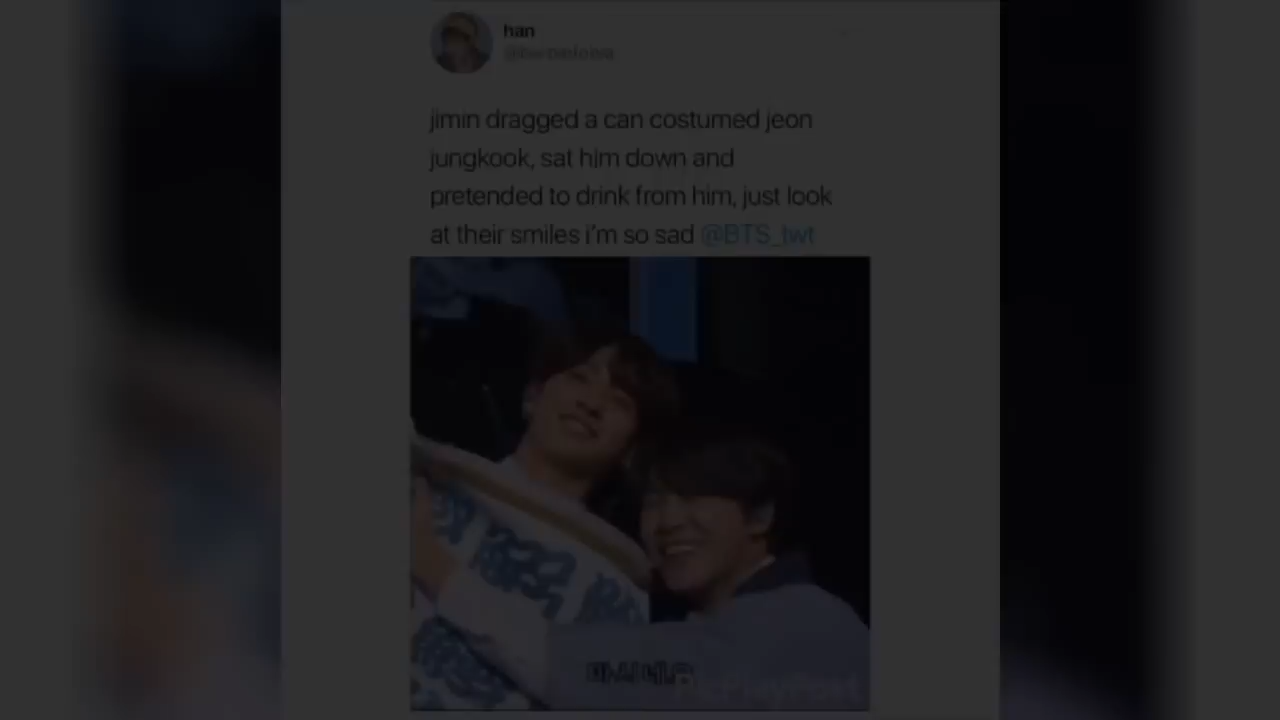 han
jimin dragged a can costumed jeon
jungkook, sat him down and
pretended to drink from him, just look
at their smiles i'm so sad @BTS_twt